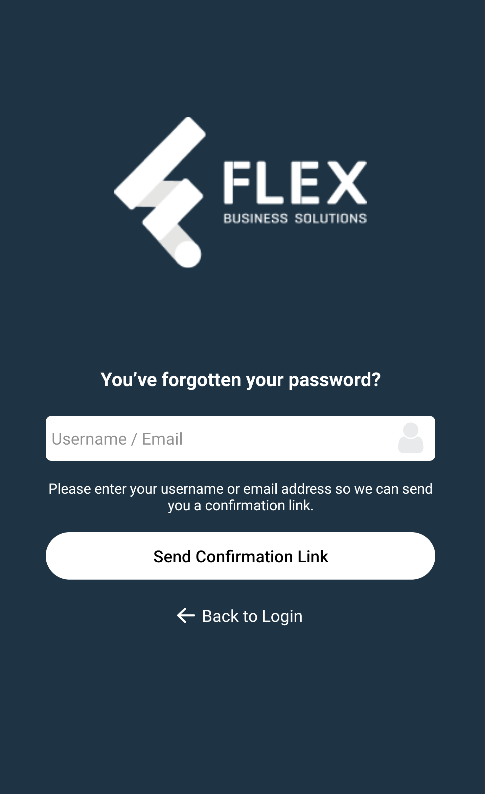 FLEX
BUSINESS SOLUTIONS
You’ve forgotten your password?
Username / Email
Please enter your username or email address so we can send
you a confirmation link.
Send Confirmation Link
Back to Login